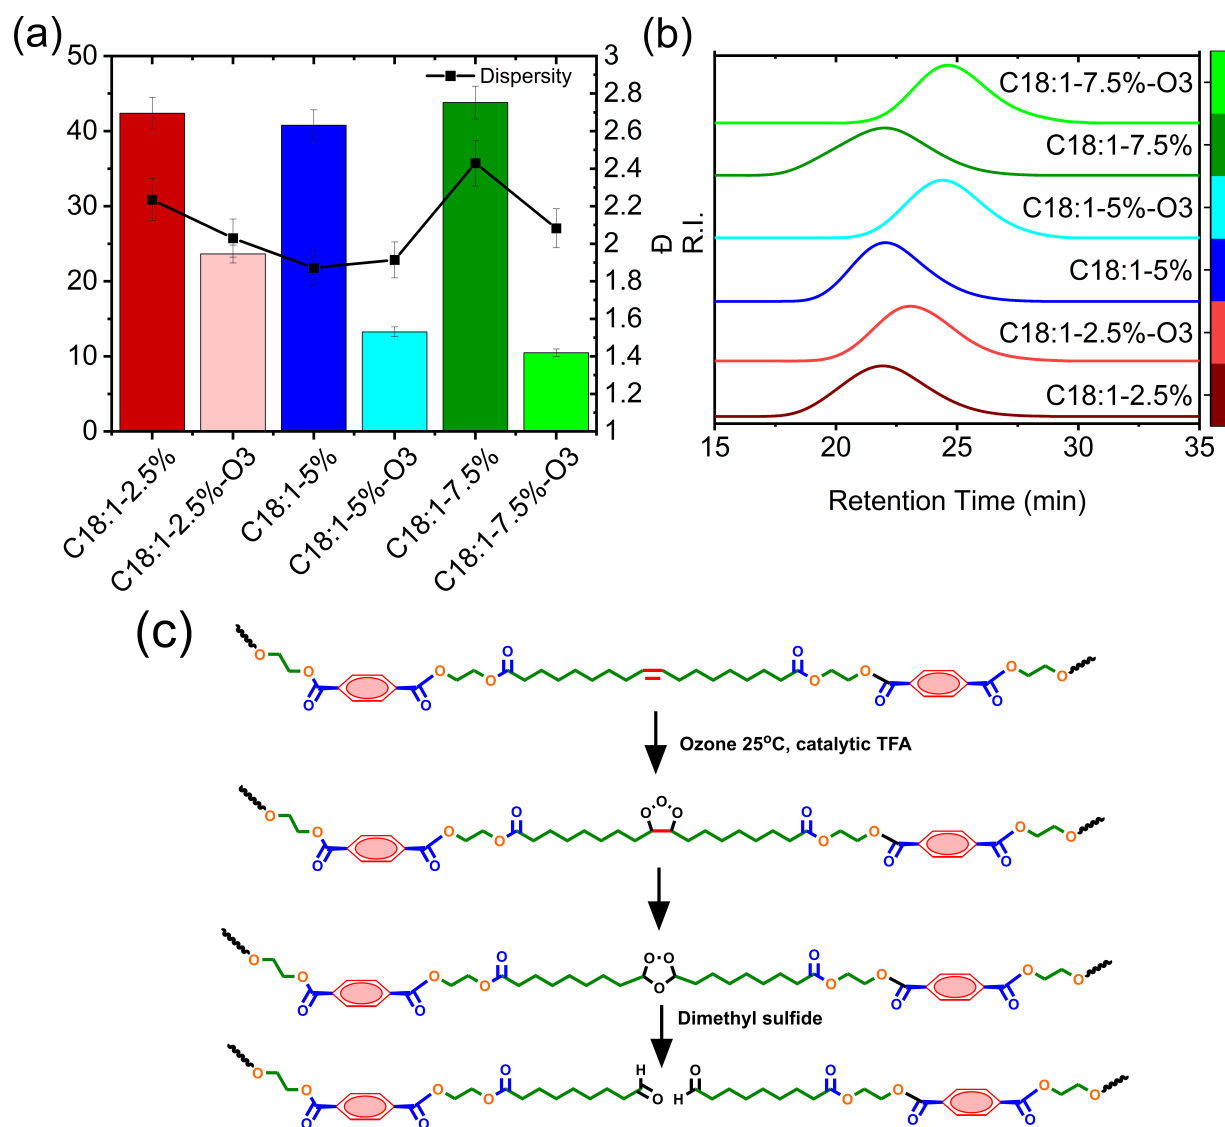 (a)
50
40
30
20
10
0
Dispersity
3
2.8
2.6
2.4
2.2
2
1.8
1.6
1.4
1.2
1
Đ
C18:1-2.5%
C18:1-2.5%-O3
C18:1-5%
C18:1-5%-O3
C18:1-7.5%
C18:1-7.5%-O3
(b)
R.I.
C18:1-7.5%-O3
C18:1-7.5%
C18:1-5%-O3
C18:1-5%
C18:1-2.5%-O3
C18:1-2.5%
15 20 25 30 35
Retention Time (min)
(c)
O O O O O O O O O O O O
Ozone 25°C, catalytic TFA
O O O
O O O O O O O O O O O O
O O O
O O O O O O O O O O O O
Dimethyl sulfide
H O O H
O O O O O O O O O O O O